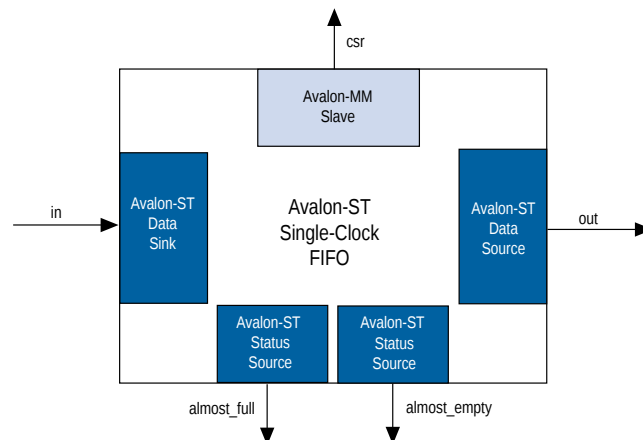 csr
Avalon-MM
Slave
Avalon-ST
Data
Sink
in
Avalon-ST
Single-Clock
FIFO
Avalon-ST
Data
Source
out
Avalon-ST
Status
Source
Avalon-ST
Status
Source
almost_full
almost_empty